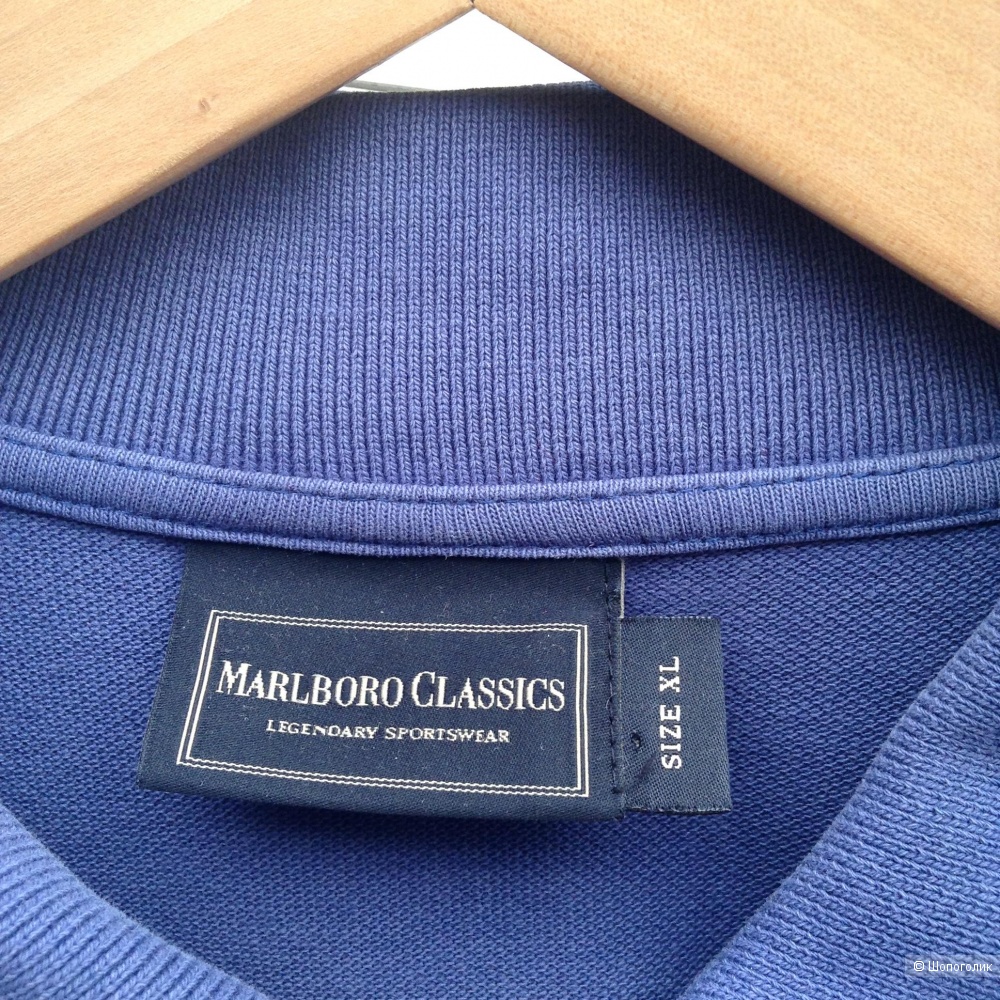 MARLBORO CLASSICS
LEGENDARY SPORTSWEAR
SIZE XL
© Шопоголик